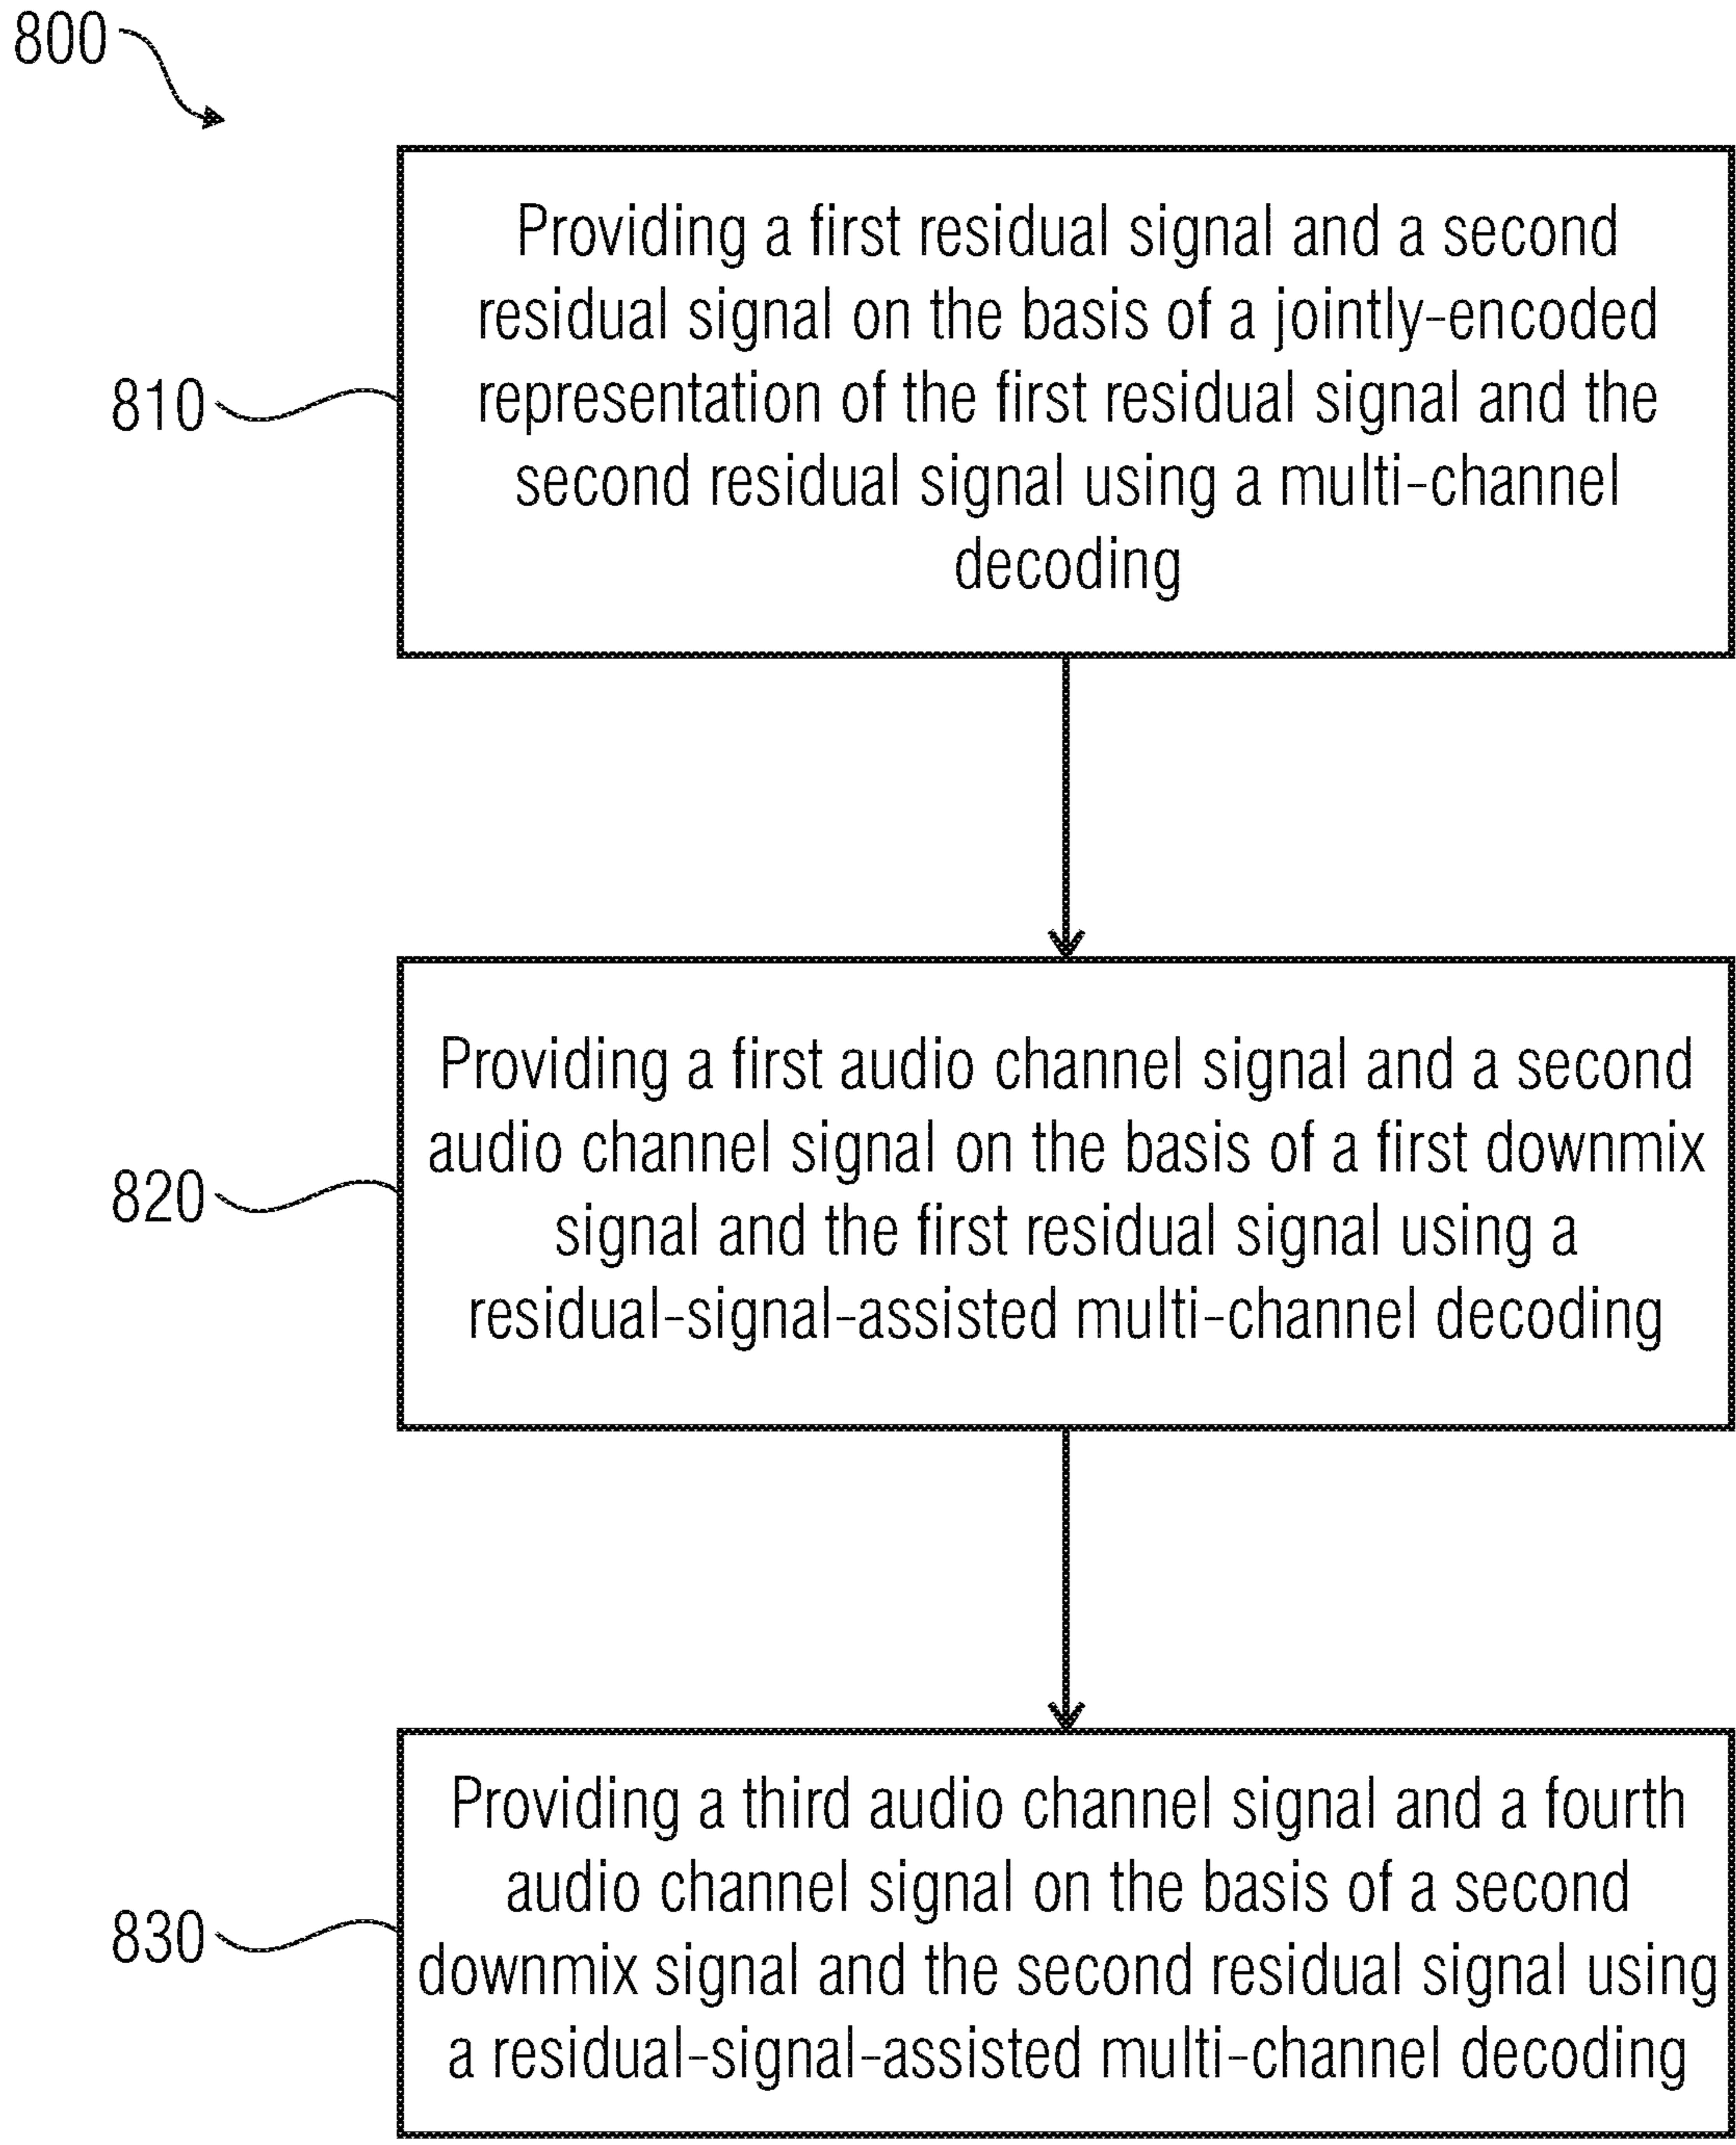 800
Providing a first residual signal and a second
residual signal on the basis of a jointly-encoded
representation of the first residual signal and the
second residual signal using a multi-channel
decoding
810
Providing a first audio channel signal and a second
audio channel signal on the basis of a first downmix
signal and the first residual signal using a
residual-signal-assisted multi-channel decoding
820
Providing a third audio channel signal and a fourth
audio channel signal on the basis of a second
downmix signal and the second residual signal using
a residual-signal-assisted multi-channel decoding
830